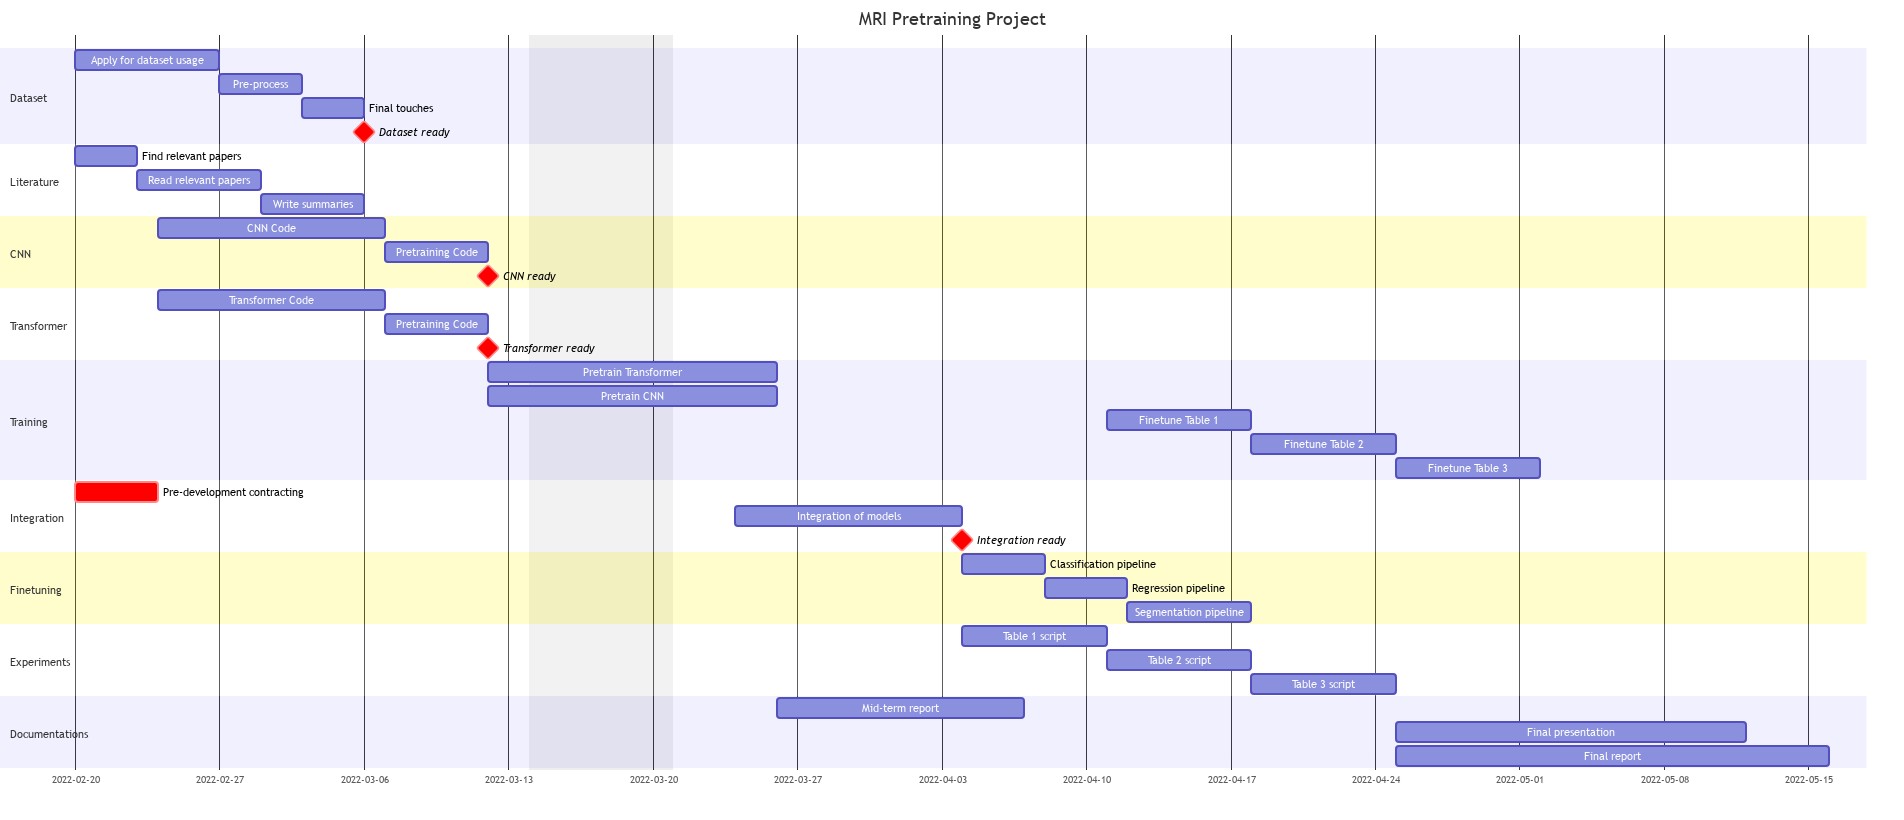 MRI Pretraining Project
Dataset
Apply for dataset usage
Pre-process
Final touches
Dataset ready
Literature
Find relevant papers
Read relevant papers
Write summaries
CNN
CNN Code
Pretraining Code
CNN ready
Transformer
Transformer Code
Pretraining Code
Transformer ready
Training
Pretrain Transformer
Pretrain CNN
Finetune Table 1
Finetune Table 2
Finetune Table 3
Integration
Pre-development contracting
Integration of models
Integration ready
Finetuning
Classification pipeline
Regression pipeline
Segmentation pipeline
Experiments
Table 1 script
Table 2 script
Table 3 script
Documentations
Mid-term report
Final presentation
Final report
2022-02-20
2022-02-27
2022-03-06
2022-03-13
2022-03-20
2022-03-27
2022-04-03
2022-04-10
2022-04-17
2022-04-24
2022-05-01
2022-05-08
2022-05-15